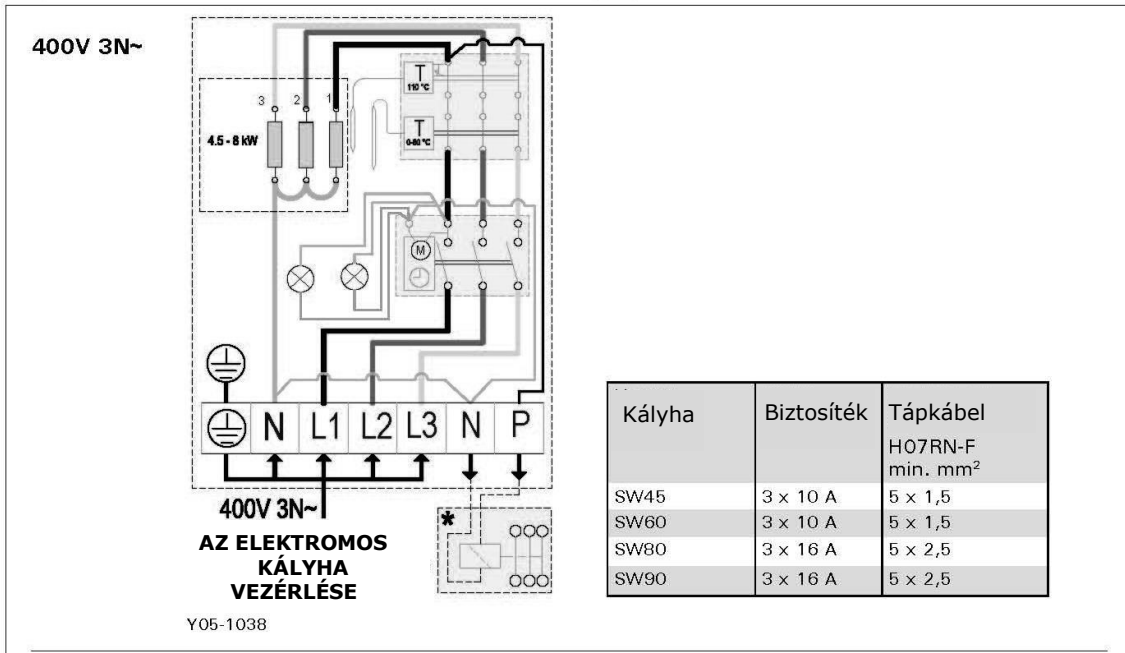 400V 3N~
T
110 °C
3 2 1
4.5 - 8 kW
T
0-80 °C
M
N L1 L2 L3 N P
400V 3N~
*
AZ ELEKTROMOS
KÁLYHA
VEZÉRLÉSE
Y05-1038
Kályha Biztosíték Tápkábel
H07RN-F
min. mm²
SW45 3 x 10 A 5 x 1,5
SW60 3 x 10 A 5 x 1,5
SW80 3 x 16 A 5 x 2,5
SW90 3 x 16 A 5 x 2,5